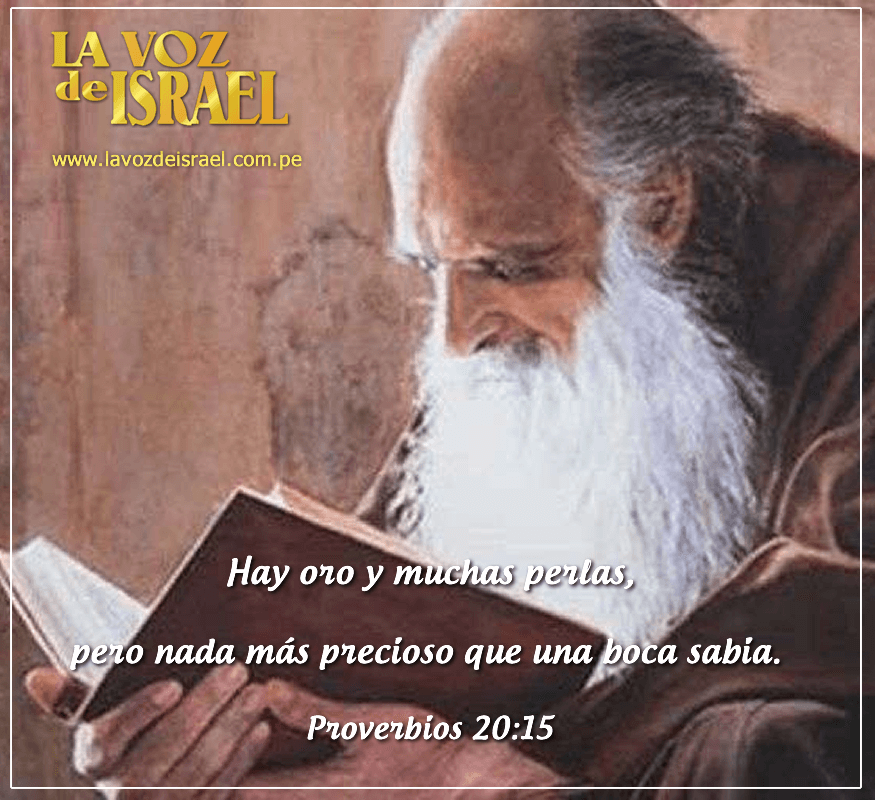 LA VOZ
de ISRAEL
www.lavozdeisrael.com.pe
Hay oro y muchas perlas,
pero nada más precioso que una boca sabia.
Proverbios 20:15